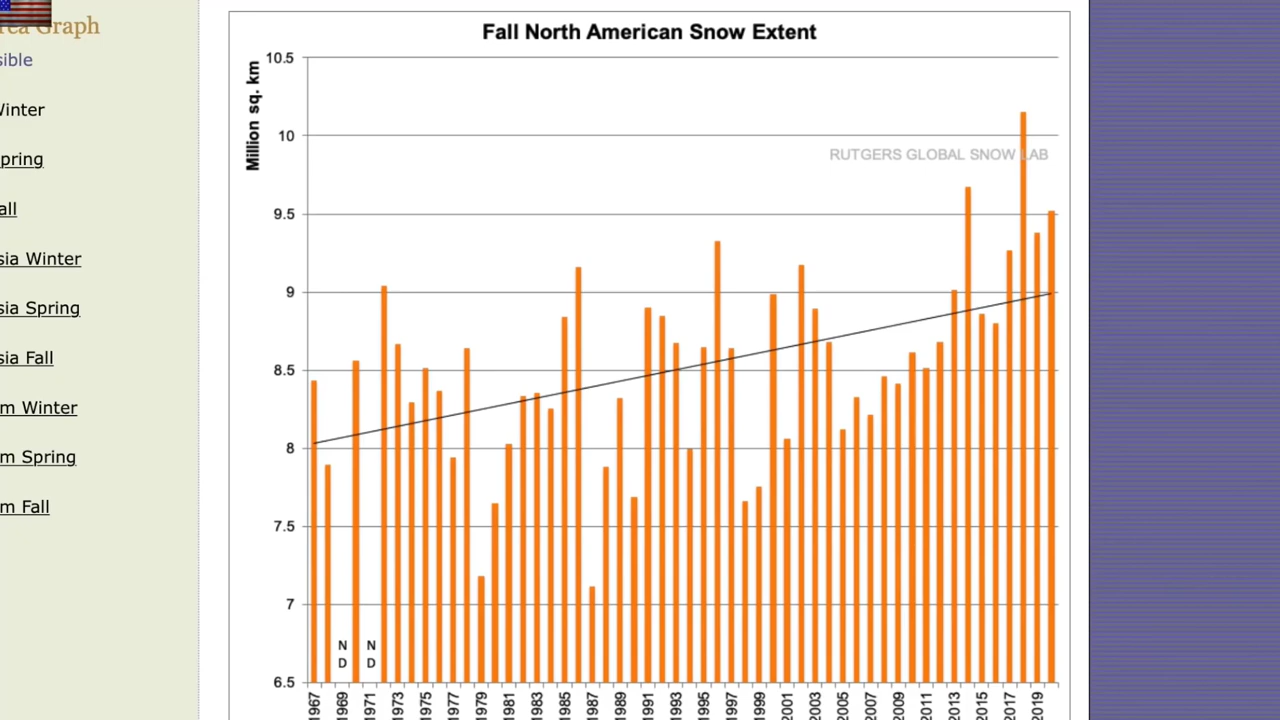 rea Graph
sible
Winter
pring
all
sia Winter
sia Spring
sia Fall
m Winter
m Spring
m Fall
Fall North American Snow Extent
Million sq. km
RUTGERS GLOBAL SNOW LAB
10.5
10
9.5
9
8.5
8
7.5
7
6.5
N N
D D
1967 1969 1971 1973 1975 1977 1979 1981 1983 1985 1987 1989 1991 1993 1995 1997 1999 2001 2003 2005 2007 2009 2011 2013 2015 2017 2019